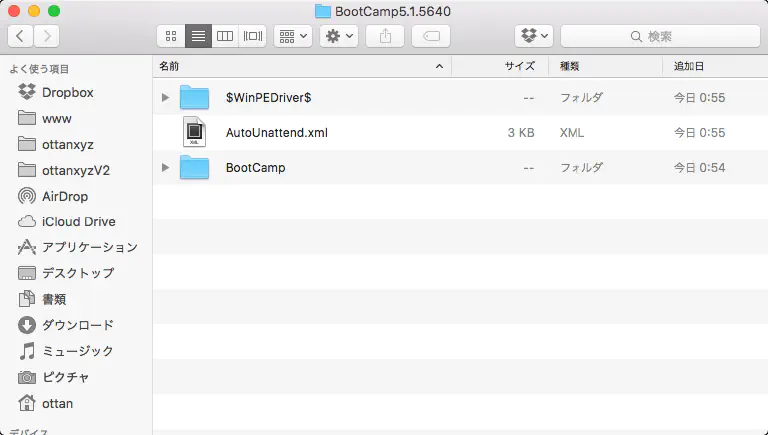 BootCamp5.1.5640
検索
よく使う項目
Dropbox
www
ottanxyz
ottanxyzV2
AirDrop
iCloud Drive
アプリケーション
デスクトップ
書類
ダウンロード
ミュージック
ピクチャ
ottan
デバイス
名前 サイズ 種類 追加日
$WinPEDriver$ -- フォルダ 今日 0:55
AutoUnattend.xml 3 KB XML 今日 0:55
BootCamp -- フォルダ 今日 0:54
XML